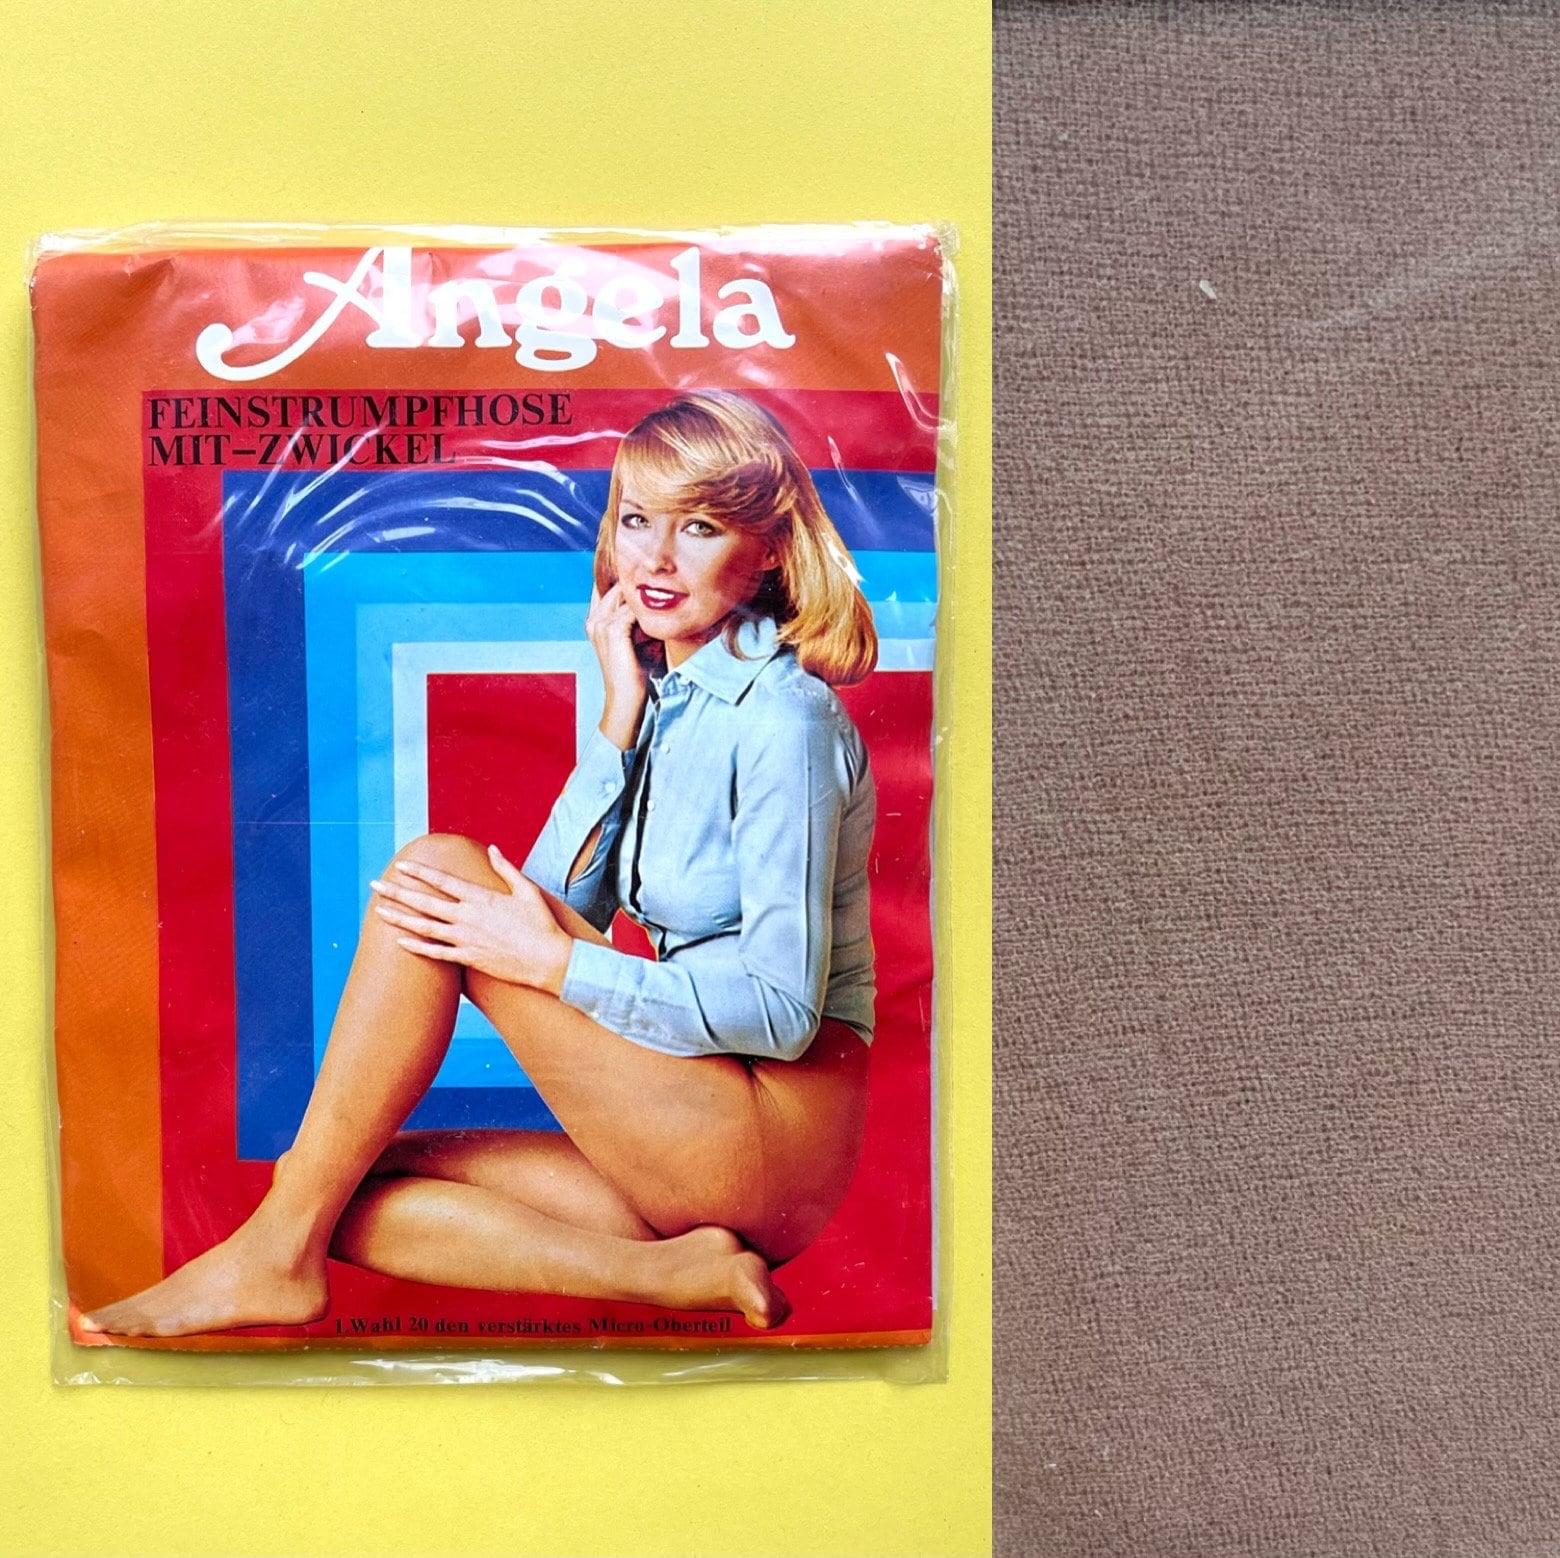 Angela
FEINSTRUMPFHOSE
MIT-ZWICKEL
1.Wahl 20 den verstärktes Micro-Oberteil